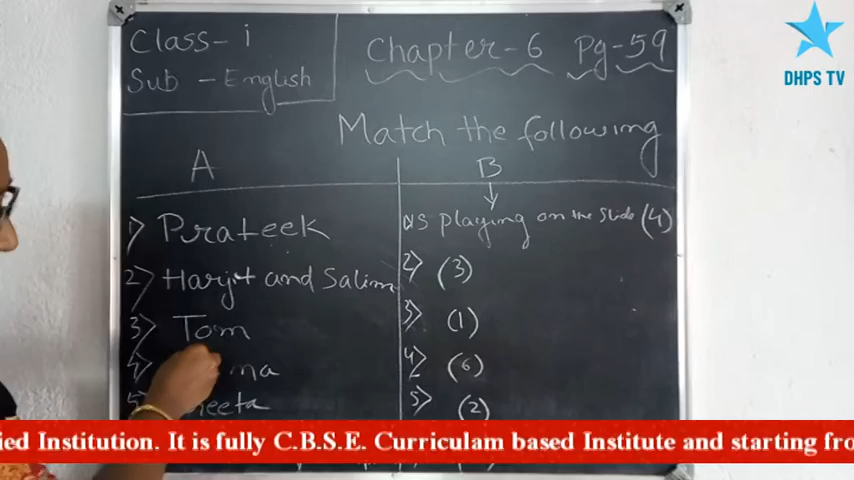 Class - i
Sub - English
Chapter-6 Pg-59
DHPS TV
Match the following
A
B
1) Prateek
is playing on the slide (4)
2) Harjit and Salim
2) (3)
3) Tom
3) (1)
4) ma
4) (6)
5) eeta
5) (2)
ied Institution. It is fully C.B.S.E. Curriculam based Institute and starting fro